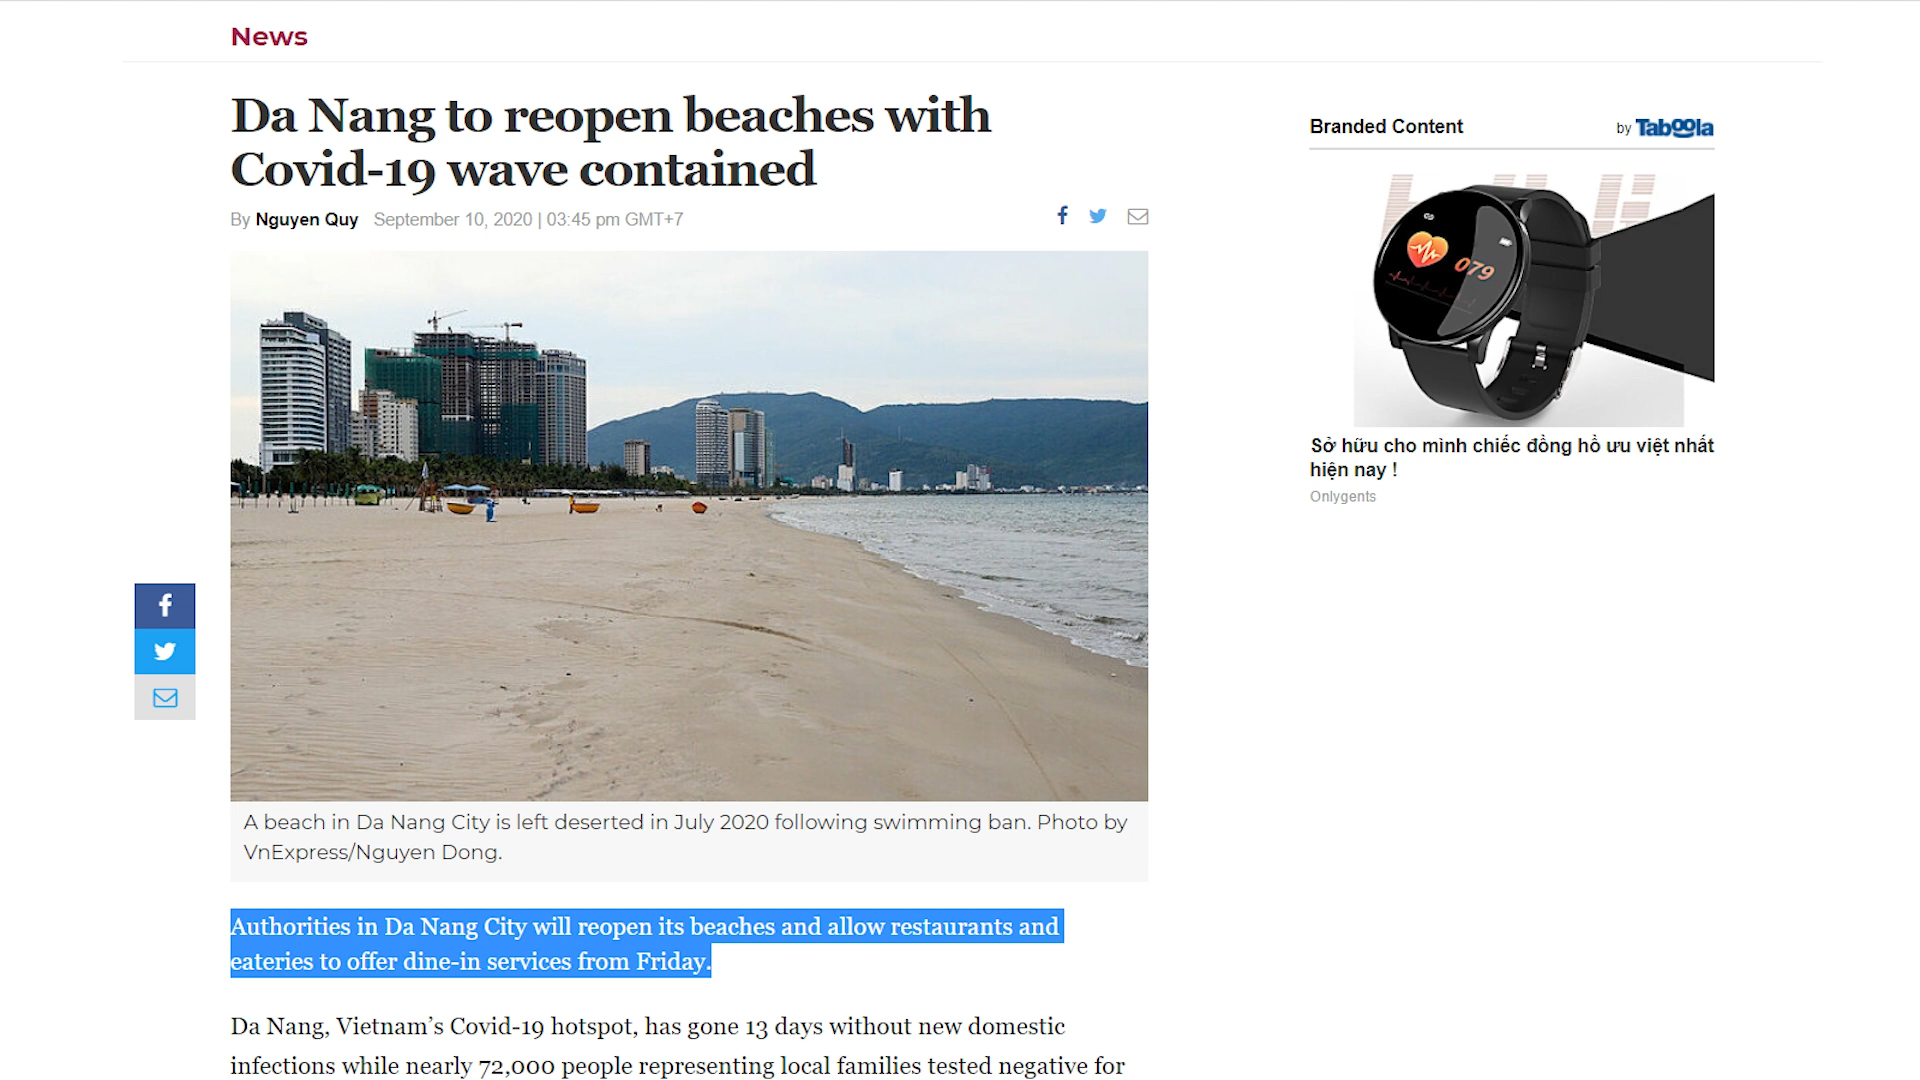 News
Da Nang to reopen beaches with
Covid-19 wave contained
By Nguyen Quy September 10, 2020 | 03:45 pm GMT+7
A beach in Da Nang City is left deserted in July 2020 following swimming ban. Photo by
VnExpress/Nguyen Dong.
Authorities in Da Nang City will reopen its beaches and allow restaurants and
eateries to offer dine-in services from Friday.
Da Nang, Vietnam’s Covid-19 hotspot, has gone 13 days without new domestic
infections while nearly 72,000 people representing local families tested negative for
Branded Content by Taboola
079
Sở hữu cho mình chiếc đồng hồ ưu việt nhất
hiện nay !
Onlygents